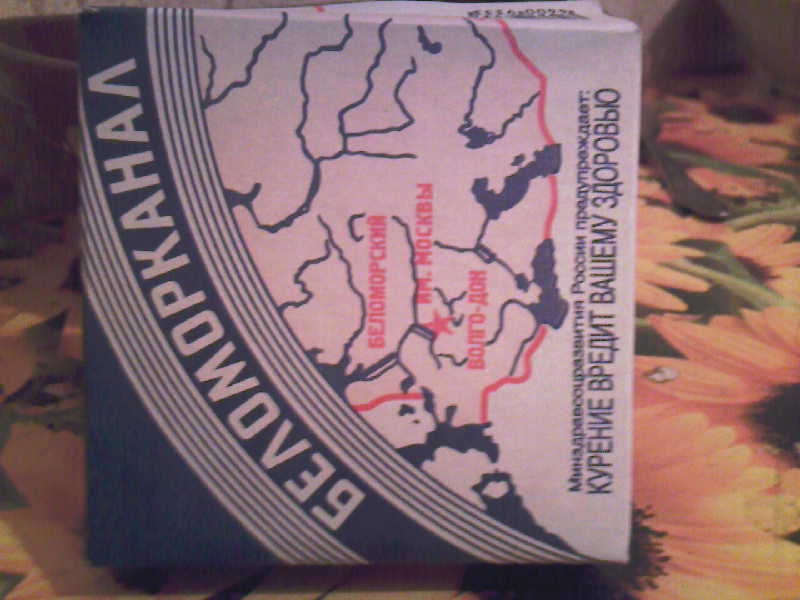 БЕЛОМОРКАНАЛ
БЕЛОМОРСКИЙ
ИМ. МОСКВЫ
ВОЛГО-ДОН
Минздравсоцразвития России предупреждает:
КУРЕНИЕ ВРЕДИТ ВАШЕМУ ЗДОРОВЬЮ